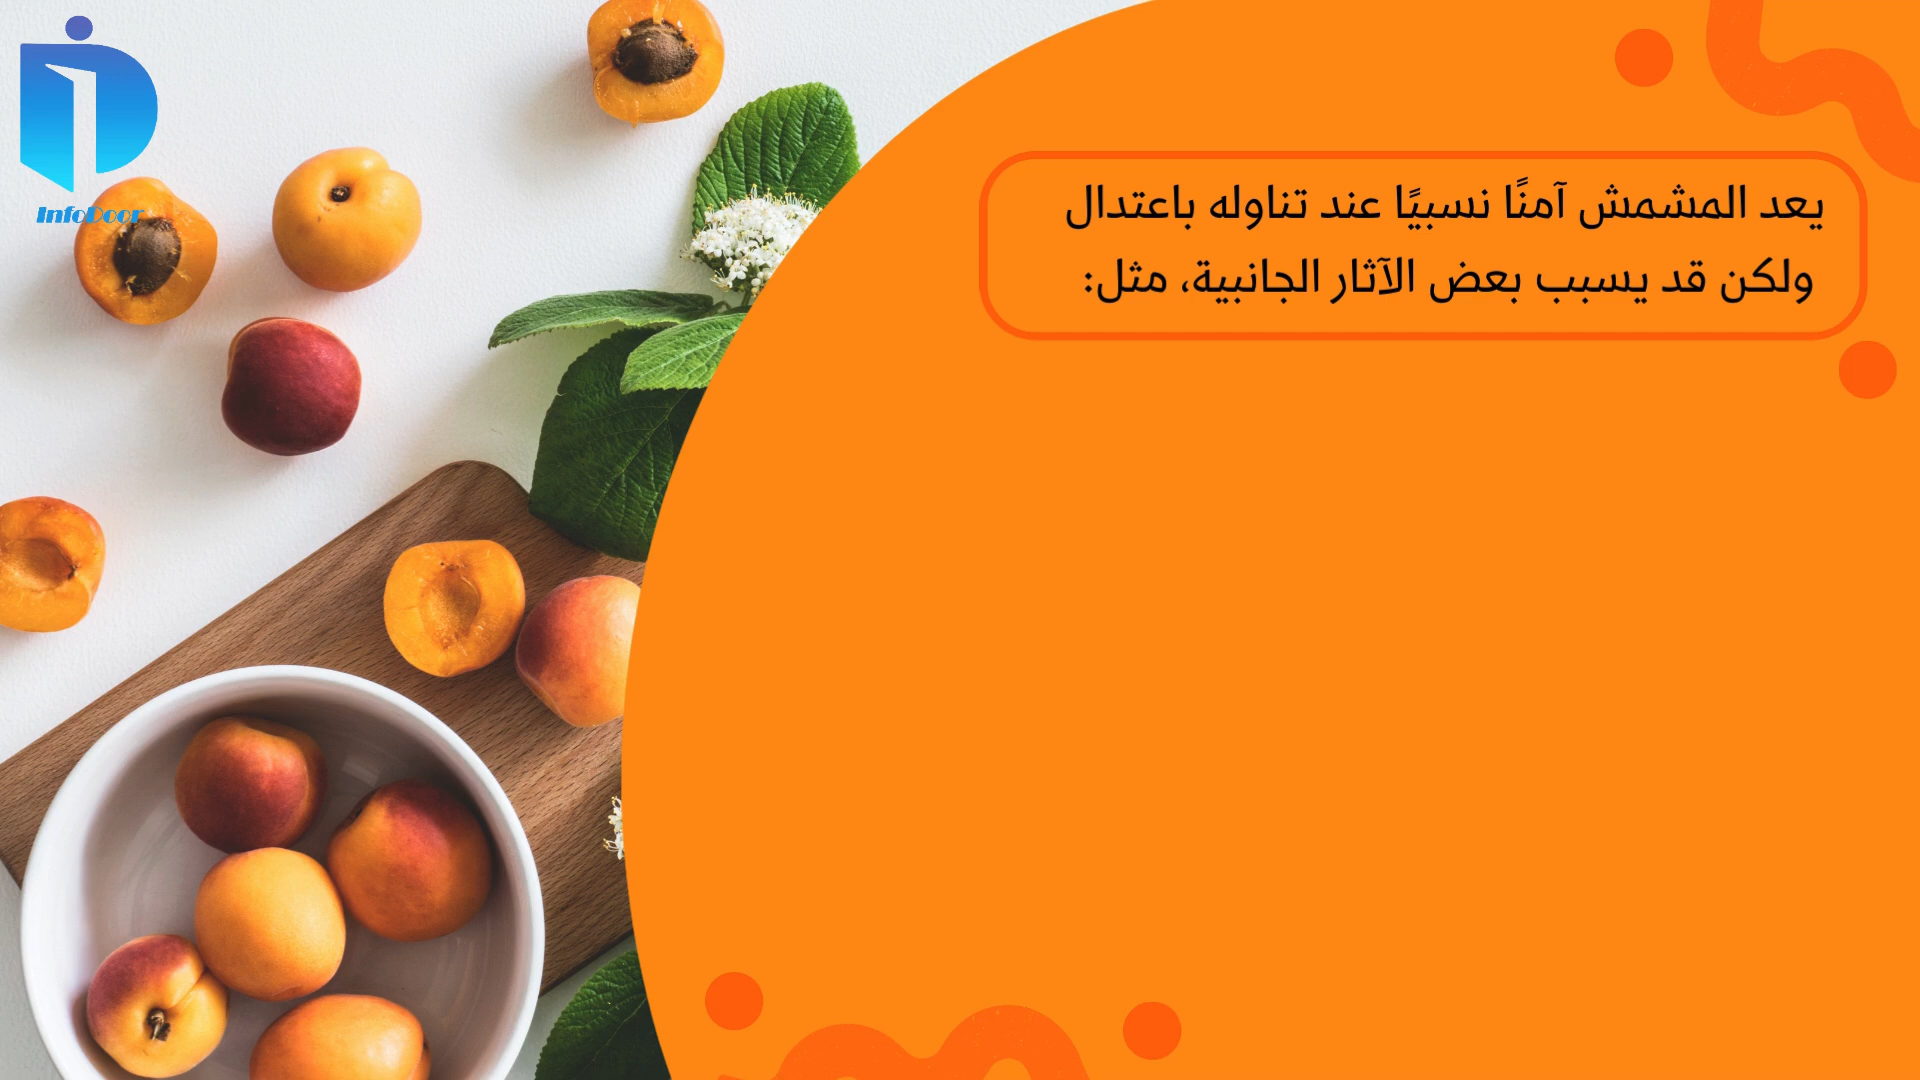 InfoDoor
يعد المشمش آمنًا نسبيًا عند تناوله باعتدال
ولكن قد يسبب بعض الآثار الجانبية، مثل: